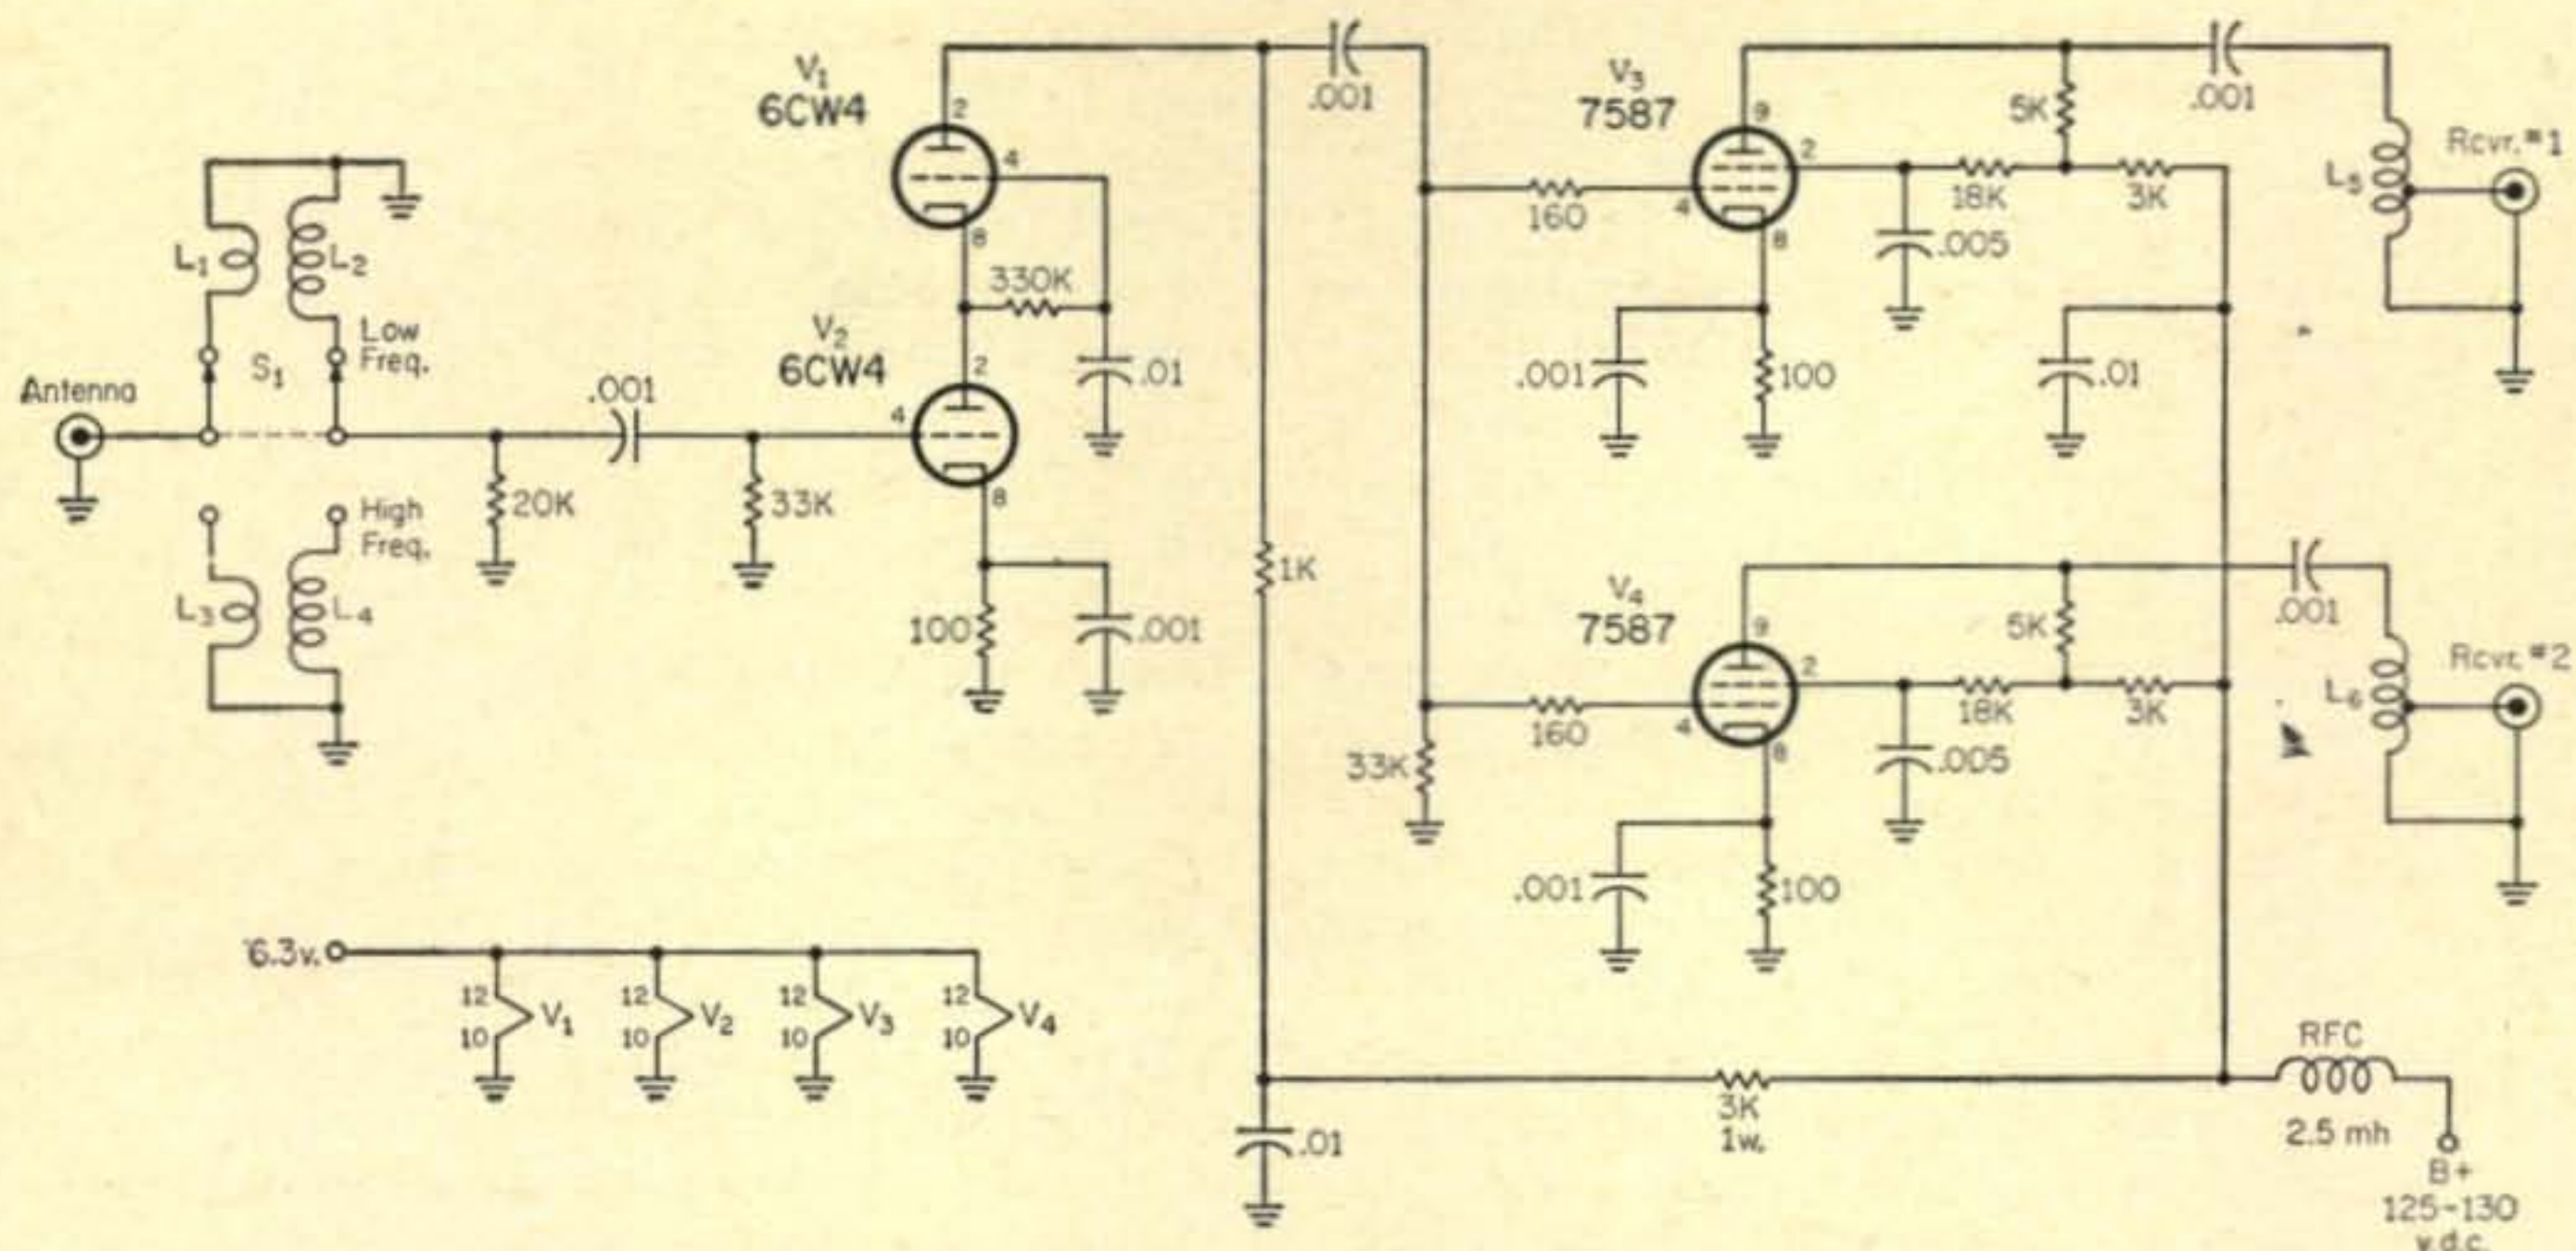 Antenna
L1
L2
S1
Low
Freq.
High
Freq.
L3
L4
20K
.001
33K
V1
6CW4
2
4
8
330K
.01
V2
6CW4
2
4
8
100
.001
6.3v.
12
10
V1
12
10
V2
12
10
V3
12
10
V4
1K
.01
.001
33K
160
V3
7587
9
2
4
8
.001
100
.005
18K
5K
3K
.01
.001
L5
Rcvr. #1
160
V4
7587
9
2
4
8
.001
100
.005
18K
5K
3K
.001
L6
Rcvr. #2
3K
1w.
RFC
2.5 mh
B+
125-130
v.d.c.